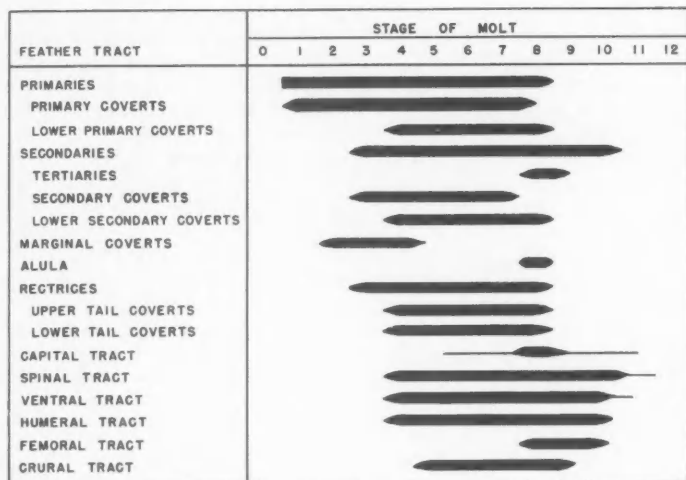 STAGE OF MOLT
FEATHER TRACT 0 1 2 3 4 5 6 7 8 9 10 11 12
PRIMARIES
PRIMARY COVERTS
LOWER PRIMARY COVERTS
SECONDARIES
TERTIARIES
SECONDARY COVERTS
LOWER SECONDARY COVERTS
MARGINAL COVERTS
ALULA
RECTRICES
UPPER TAIL COVERTS
LOWER TAIL COVERTS
CAPITAL TRACT
SPINAL TRACT
VENTRAL TRACT
HUMERAL TRACT
FEMORAL TRACT
CRURAL TRACT